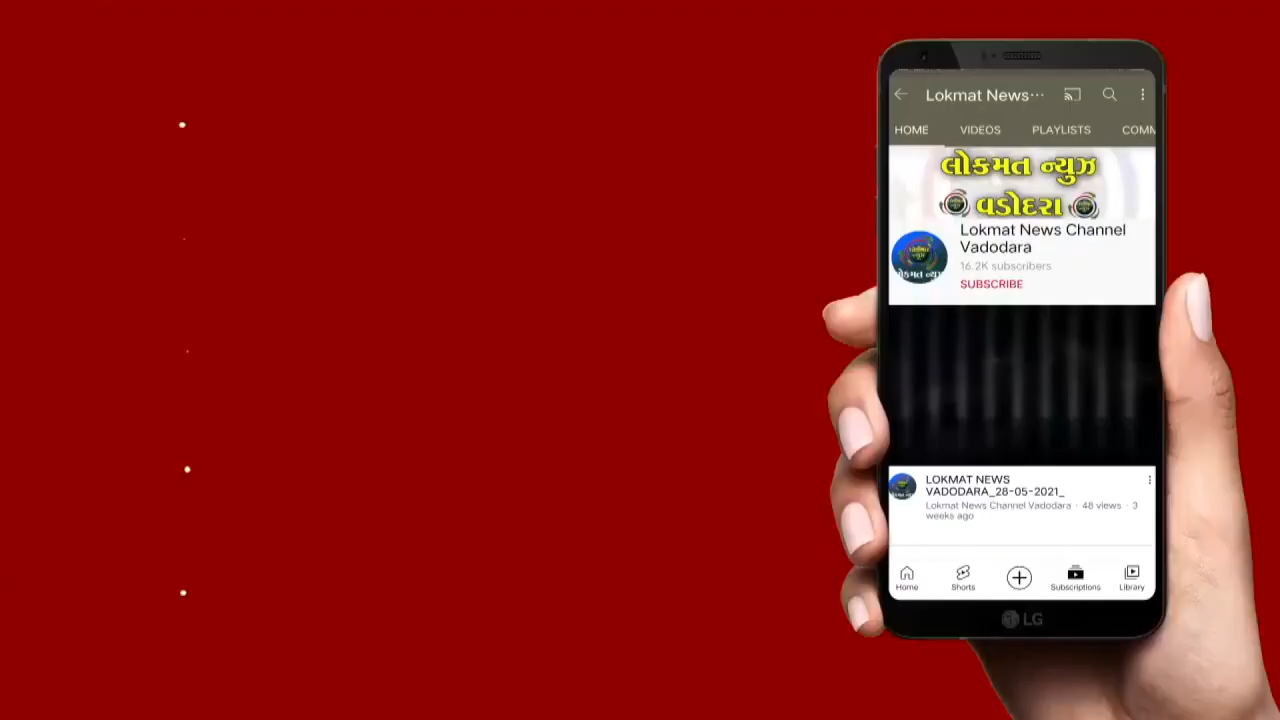 Lokmat News...
HOME VIDEOS PLAYLISTS COMM
લોકમત ન્યુઝ
વડોદરા
Lokmat News Channel
Vadodara
16.2K subscribers
SUBSCRIBE
LOKMAT NEWS
VADODARA_28-05-2021_
Lokmat News Channel Vadodara · 48 views · 3
weeks ago
Home Shorts Subscriptions Library
LG